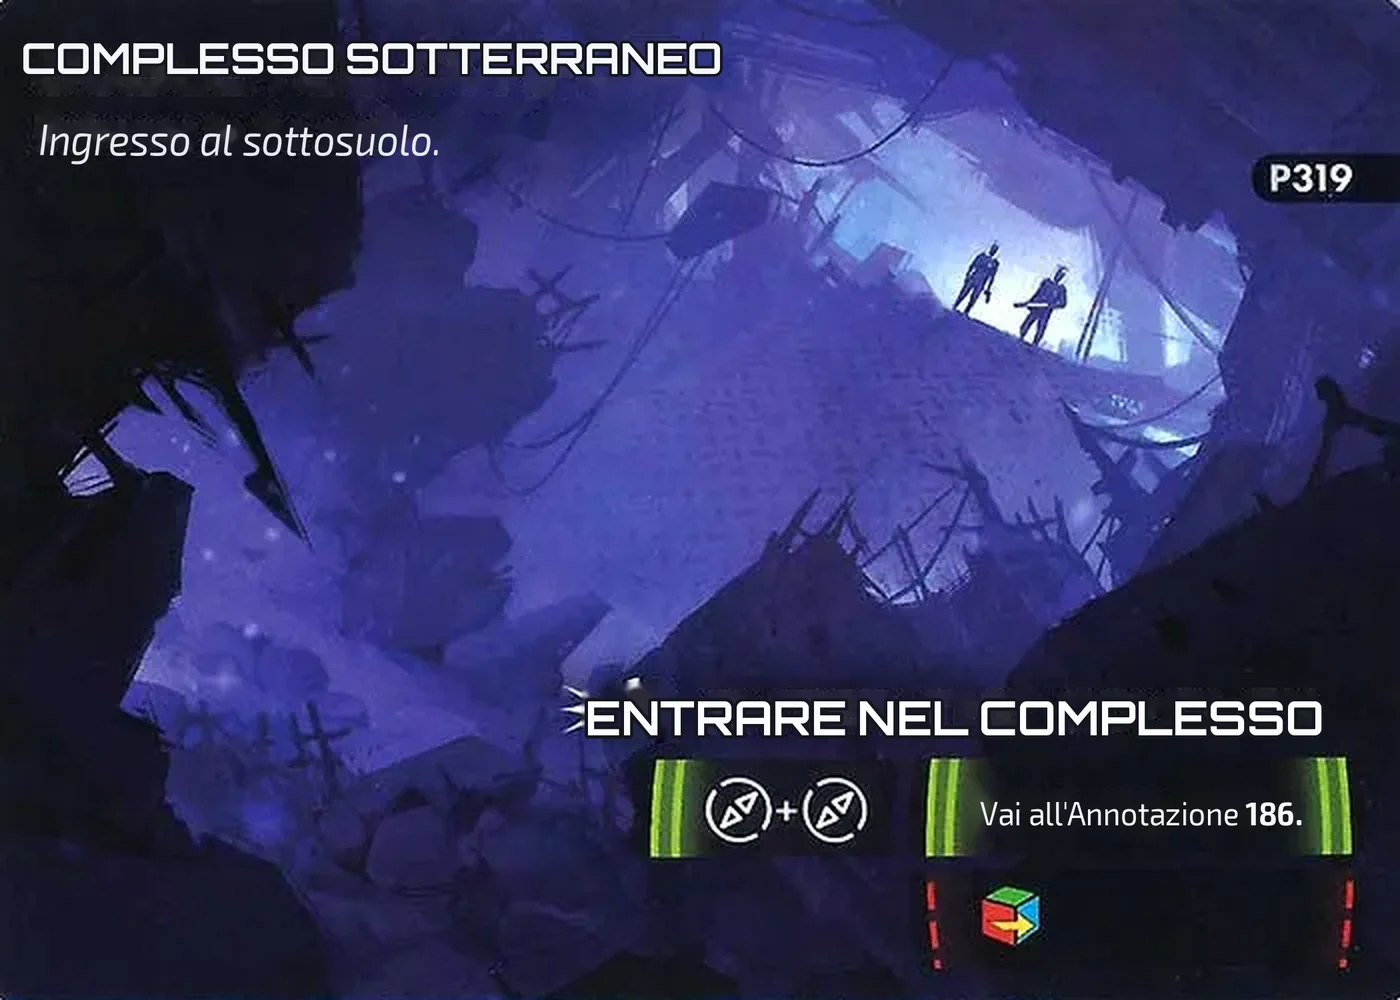 COMPLESSO SOTTERRANEO
Ingresso al sottosuolo.
P319
ENTRARE NEL COMPLESSO
+
Vai all'Annotazione 186.